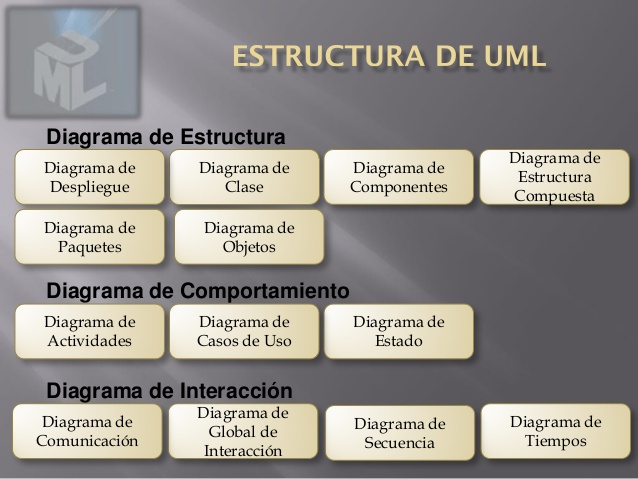 UML
ESTRUCTURA DE UML
Diagrama de Estructura
Diagrama de
Despliegue
Diagrama de
Clase
Diagrama de
Componentes
Diagrama de
Estructura
Compuesta
Diagrama de
Paquetes
Diagrama de
Objetos
Diagrama de Comportamiento
Diagrama de
Actividades
Diagrama de
Casos de Uso
Diagrama de
Estado
Diagrama de Interacción
Diagrama de
Comunicación
Diagrama de
Global de
Interacción
Diagrama de
Secuencia
Diagrama de
Tiempos